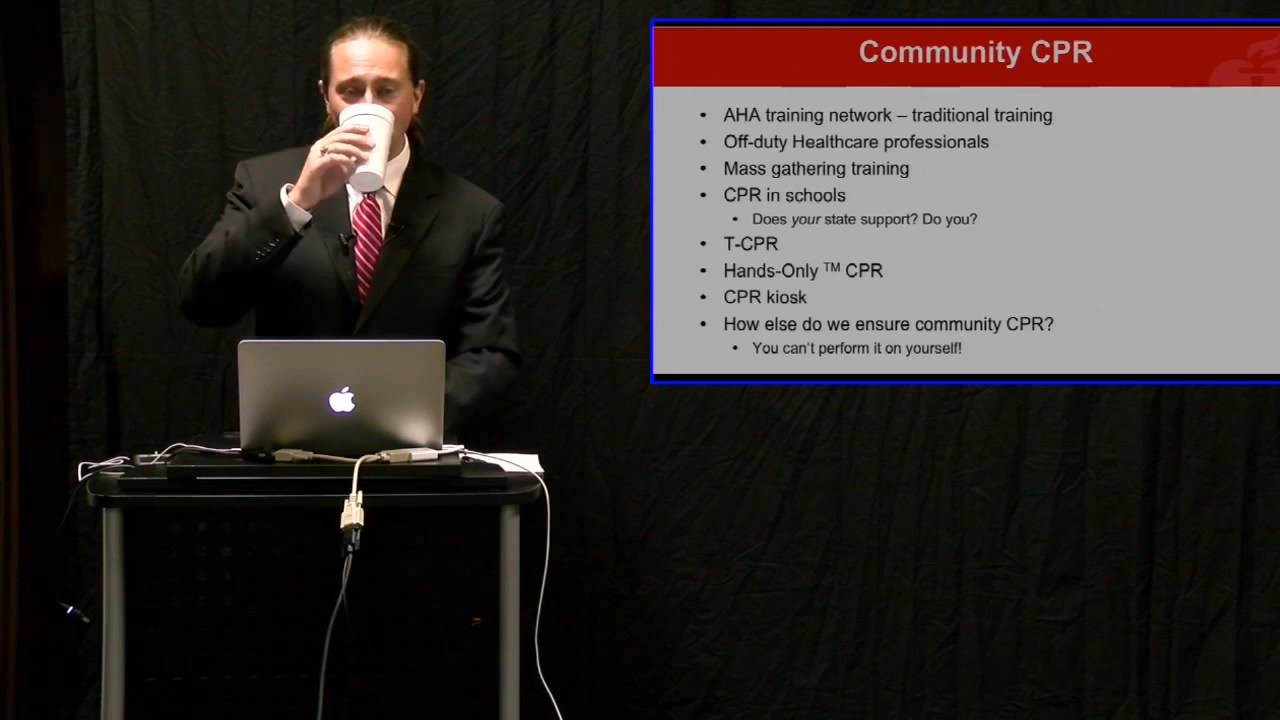 Community CPR
• AHA training network – traditional training
• Off-duty Healthcare professionals
• Mass gathering training
• CPR in schools
• Does your state support? Do you?
• T-CPR
• Hands-Only ™ CPR
• CPR kiosk
• How else do we ensure community CPR?
• You can't perform it on yourself!